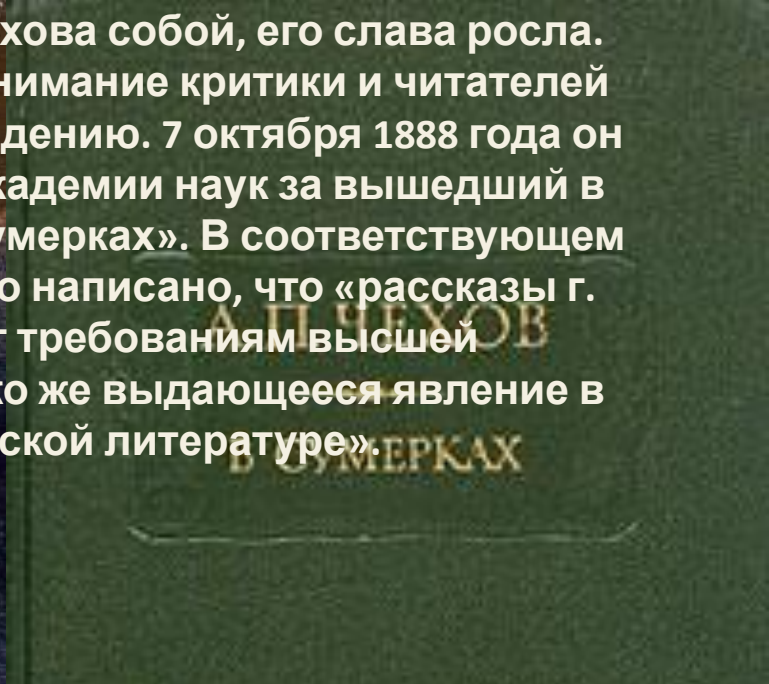 хова собой, его слава росла.
нимание критики и читателей
дению. 7 октября 1888 года он
кадемии наук за вышедший в
умерках». В соответствующем
о написано, что «рассказы г.
А.П.ЧЕХОВ
т требованиям высшей
ко же выдающееся явление в
ской литературе».
В СУМЕРКАХ